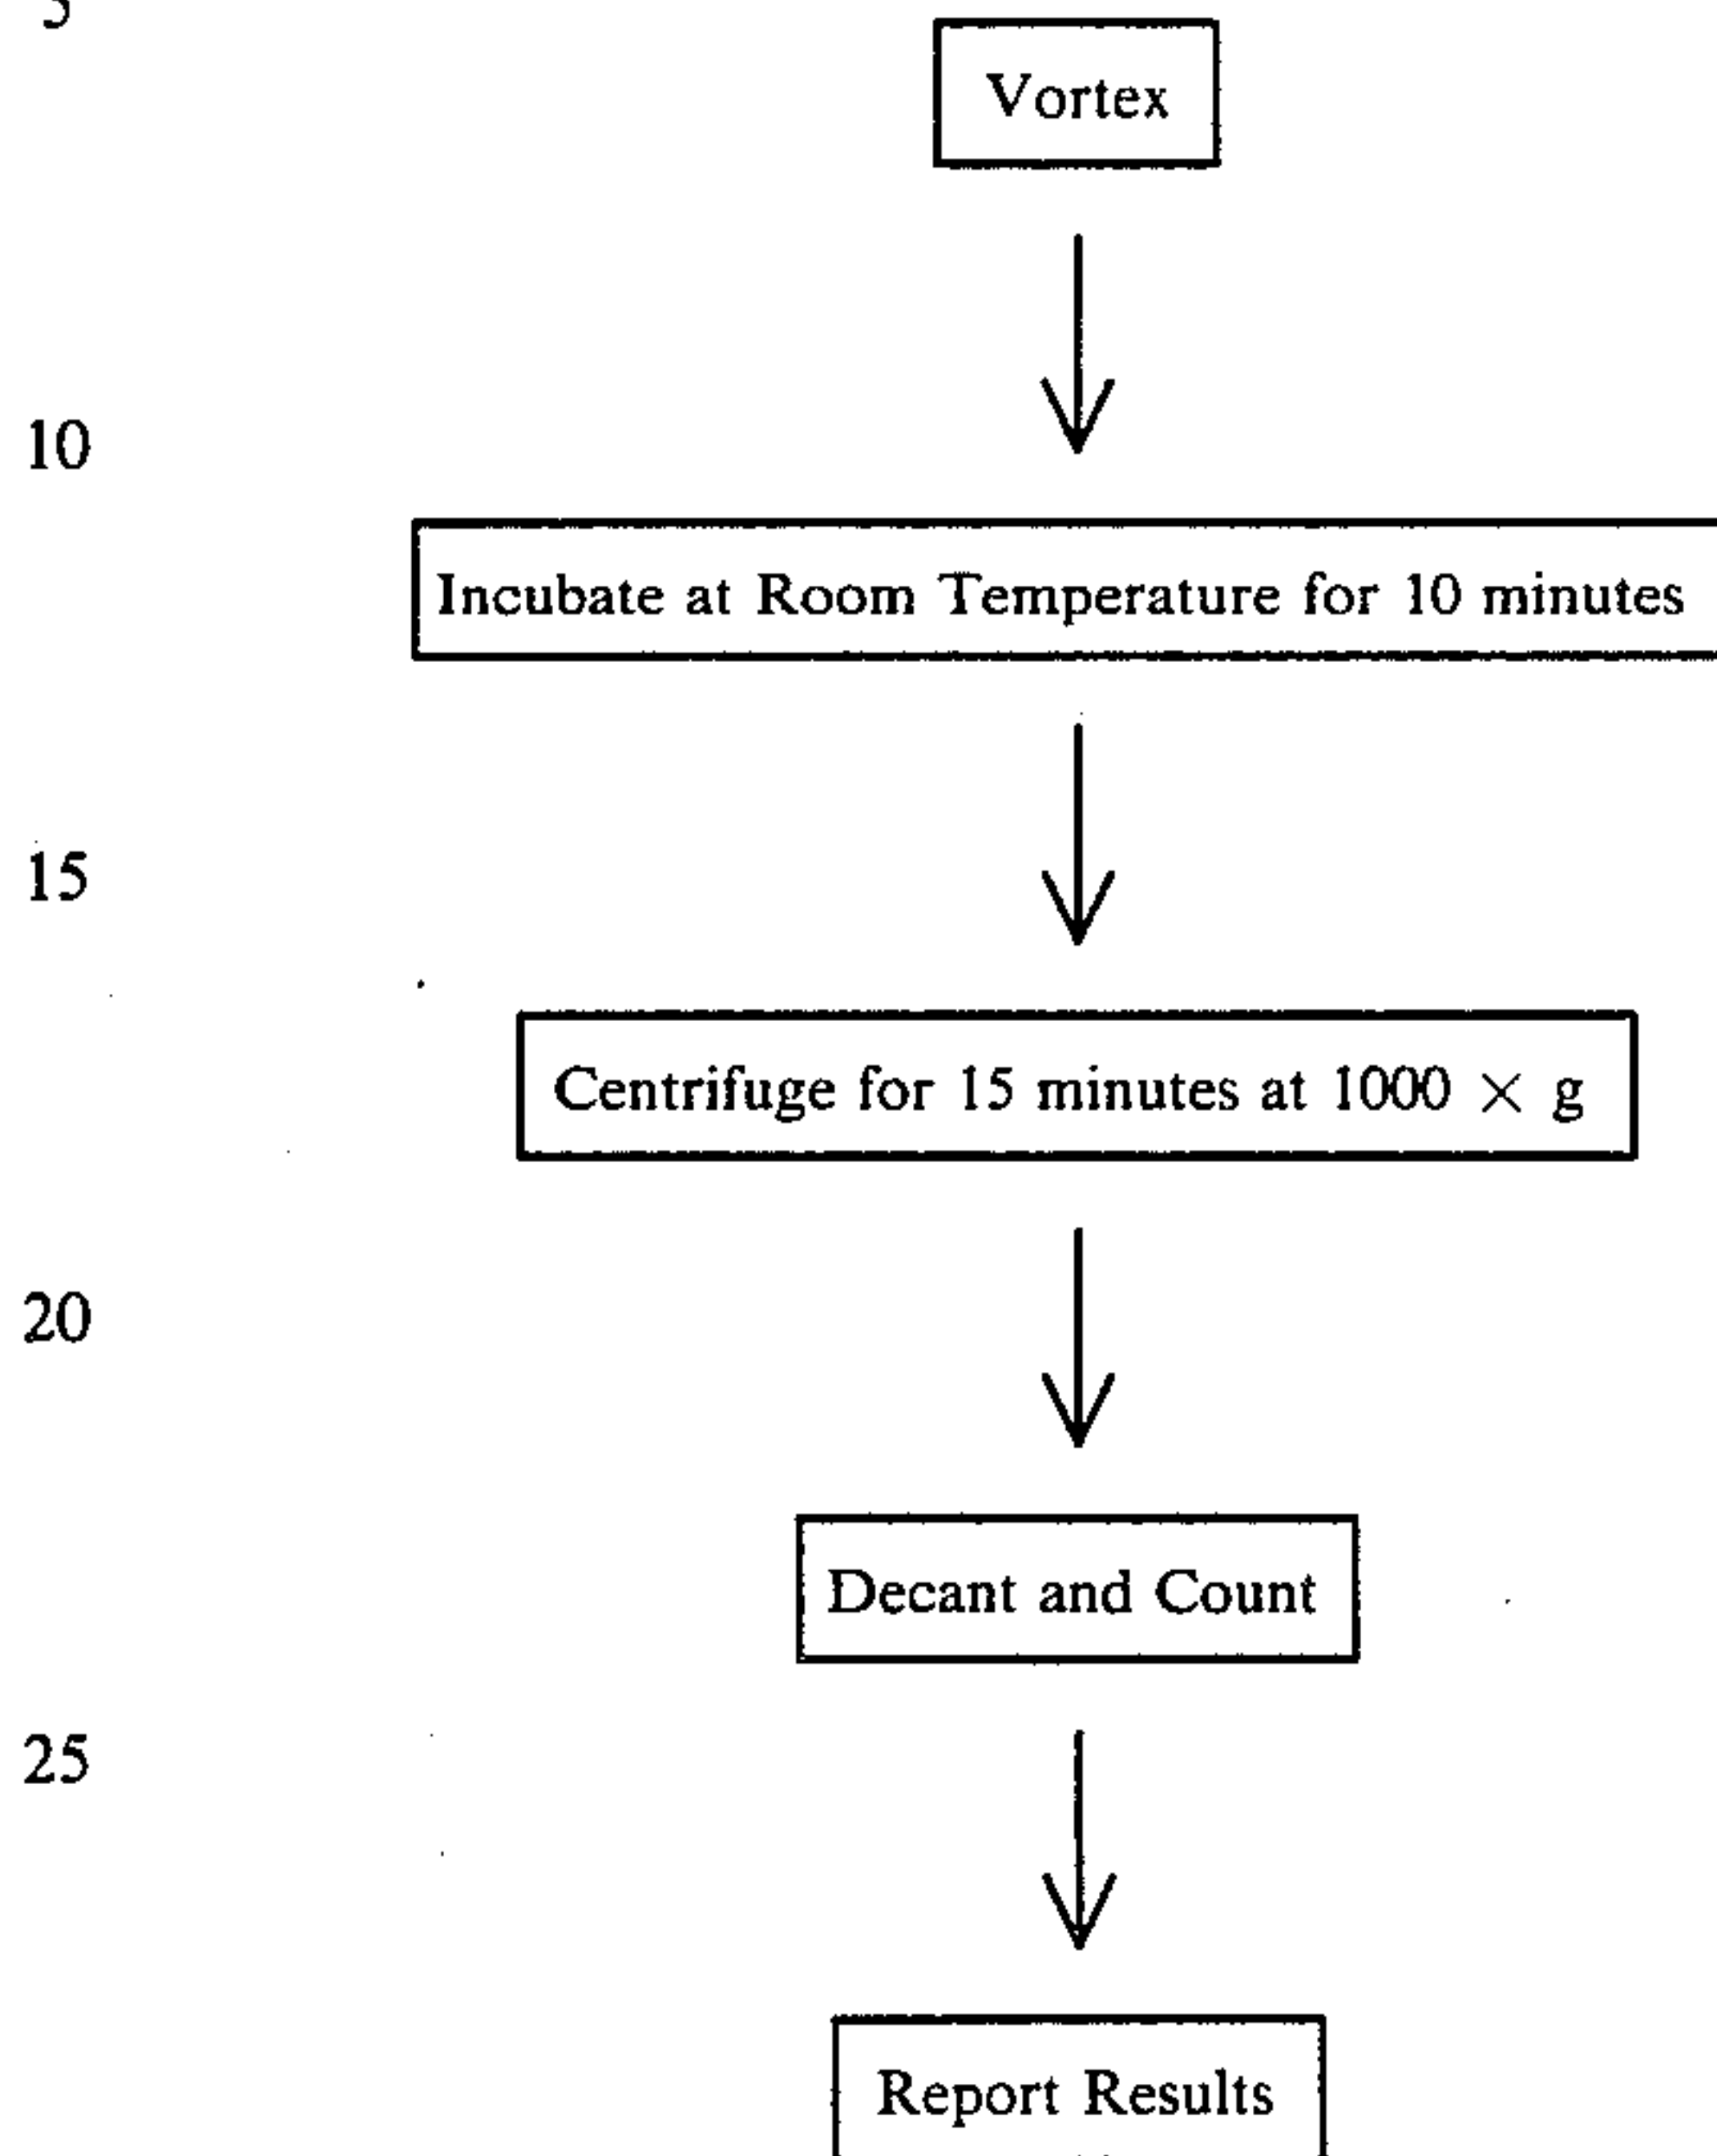 5
Vortex
10
Incubate at Room Temperature for 10 minutes
15
Centrifuge for 15 minutes at 1000 × g
20
Decant and Count
25
Report Results